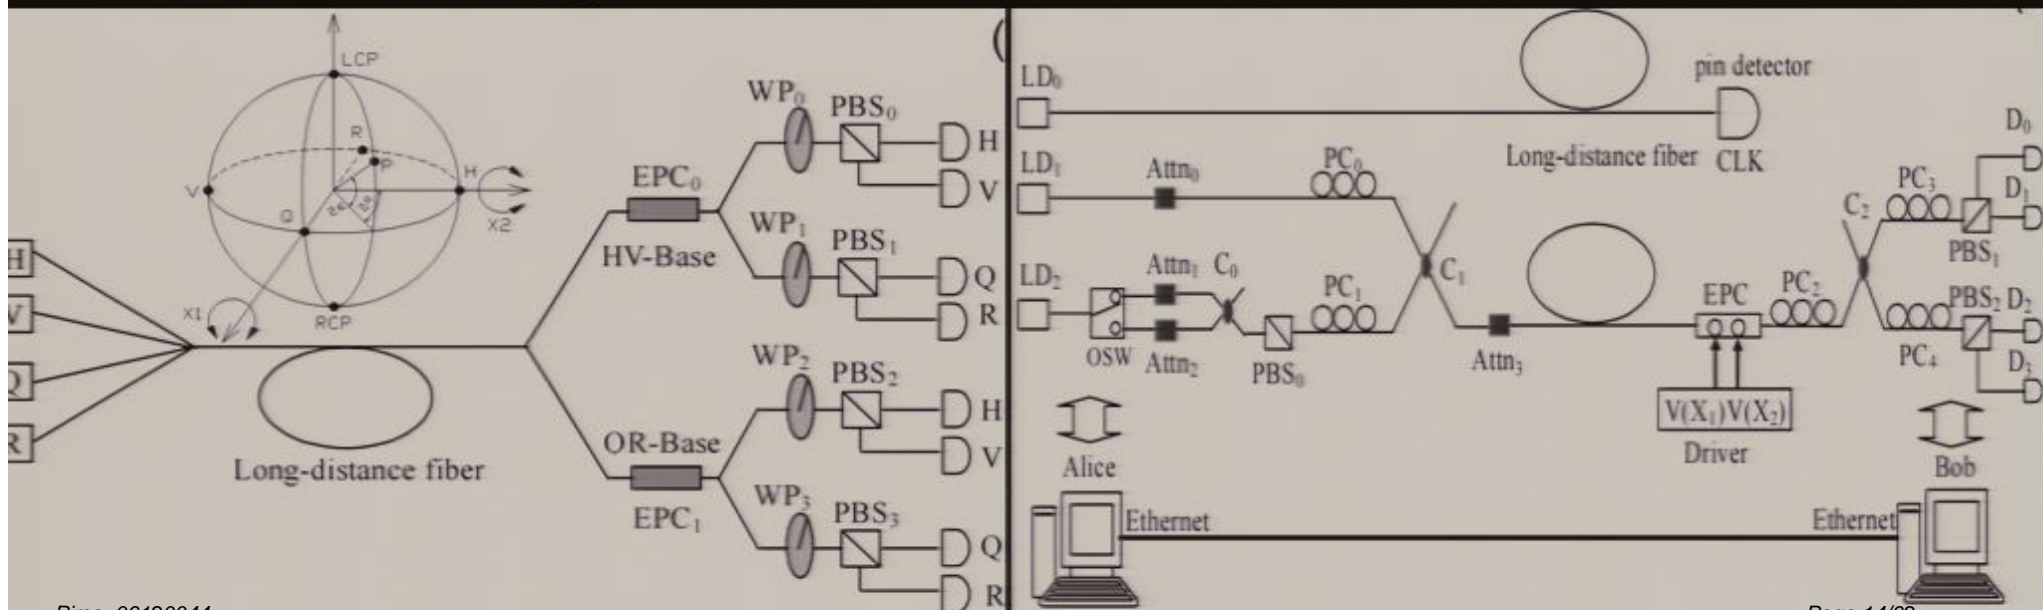 LCP
R
P
V
H
Q
2ε
2θ
X2
X1
RCP
H
V
Q
R
Long-distance fiber
EPC₀
HV-Base
QR-Base
EPC₁
WP₀
PBS₀
H
V
WP₁
PBS₁
Q
R
WP₂
PBS₂
H
V
WP₃
PBS₃
Q
R
(
LD₀
pin detector
Long-distance fiber
CLK
LD₁
Attn₀
PC₀
LD₂
Attn₁
C₀
OSW
Attn₂
PBS₀
PC₁
C₁
Attn₃
EPC
PC₂
C₂
V(X₁)V(X₂)
Driver
PC₃
PBS₁
D₀
D₁
PC₄
PBS₂
D₂
D₃
Alice
Bob
Ethernet
Ethernet